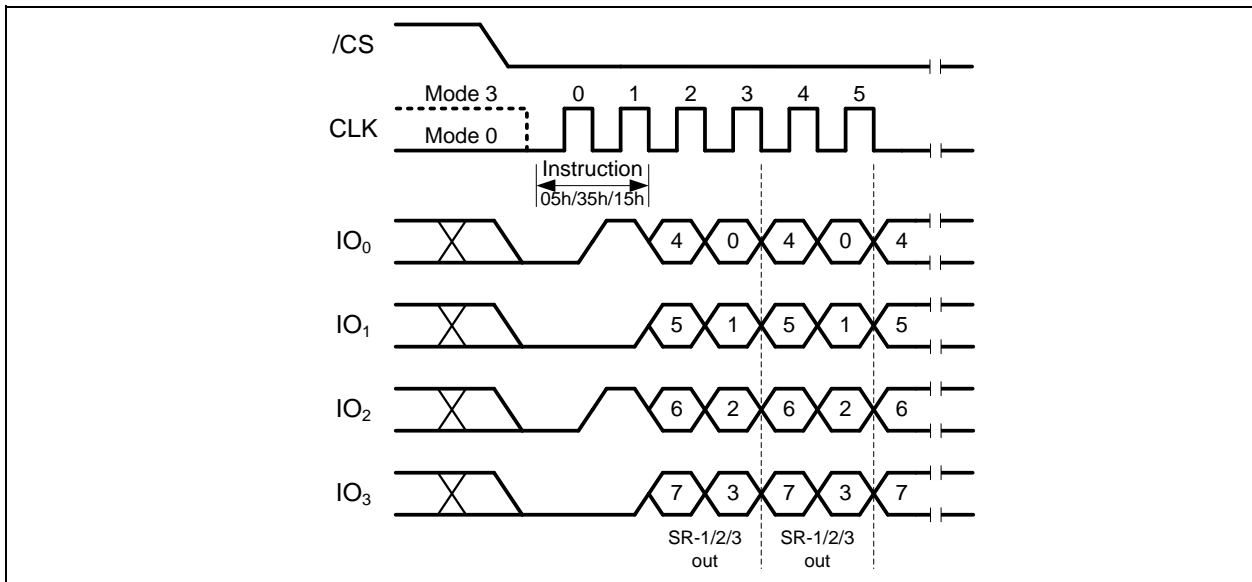 /CS
Mode 3 0 1 2 3 4 5
CLK Mode 0
Instruction
05h/35h/15h
IO₀ 4 0 4 0 4
IO₁ 5 1 5 1 5
IO₂ 6 2 6 2 6
IO₃ 7 3 7 3 7
SR-1/2/3 SR-1/2/3
out out